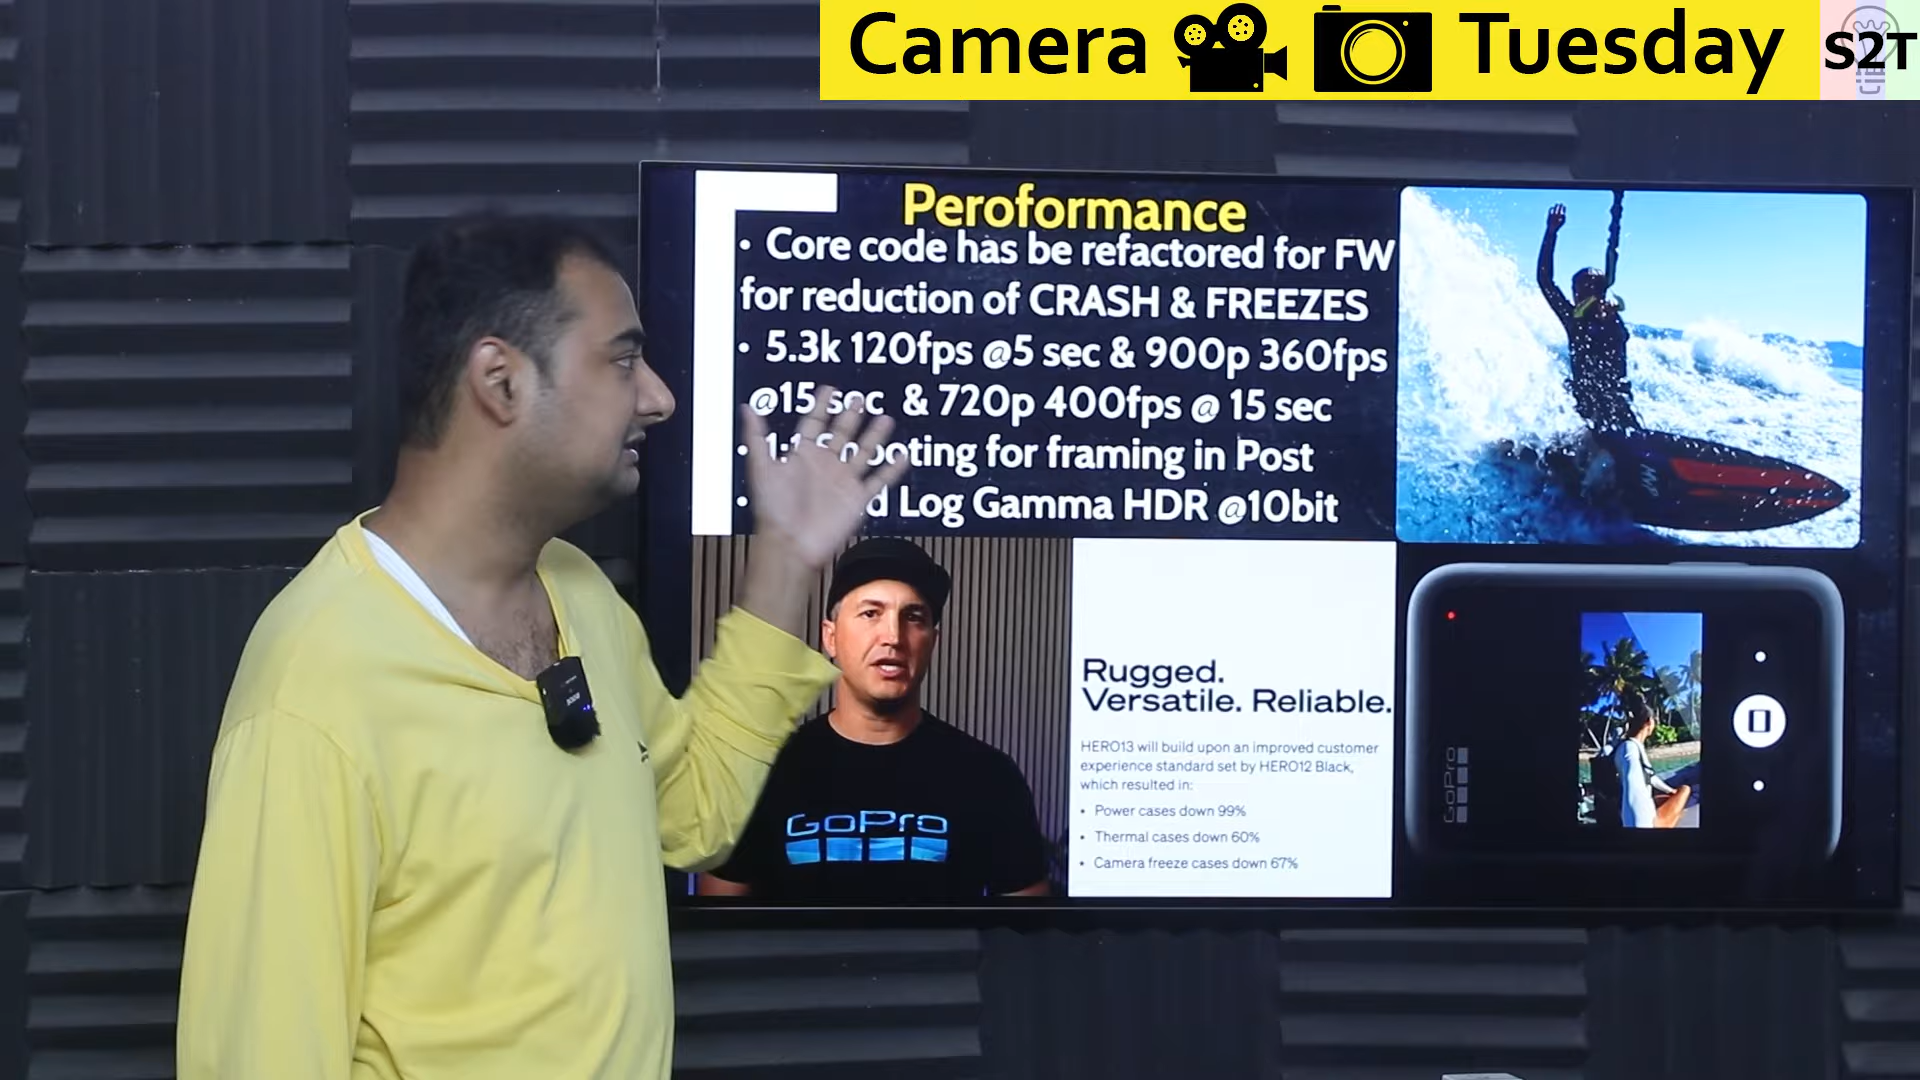 Camera Tuesday S2T
Peroformance
• Core code has be refactored for FW
for reduction of CRASH & FREEZES
• 5.3k 120fps @5 sec & 900p 360fps
@15 sec & 720p 400fps @ 15 sec
• 1:1 Shooting for framing in Post
• Log Gamma HDR @10bit
GoPro
Rugged.
Versatile. Reliable.
HERO13 will build upon an improved customer
experience standard set by HERO12 Black,
which resulted in:
• Power cases down 99%
• Thermal cases down 60%
• Camera freeze cases down 67%
GoPro